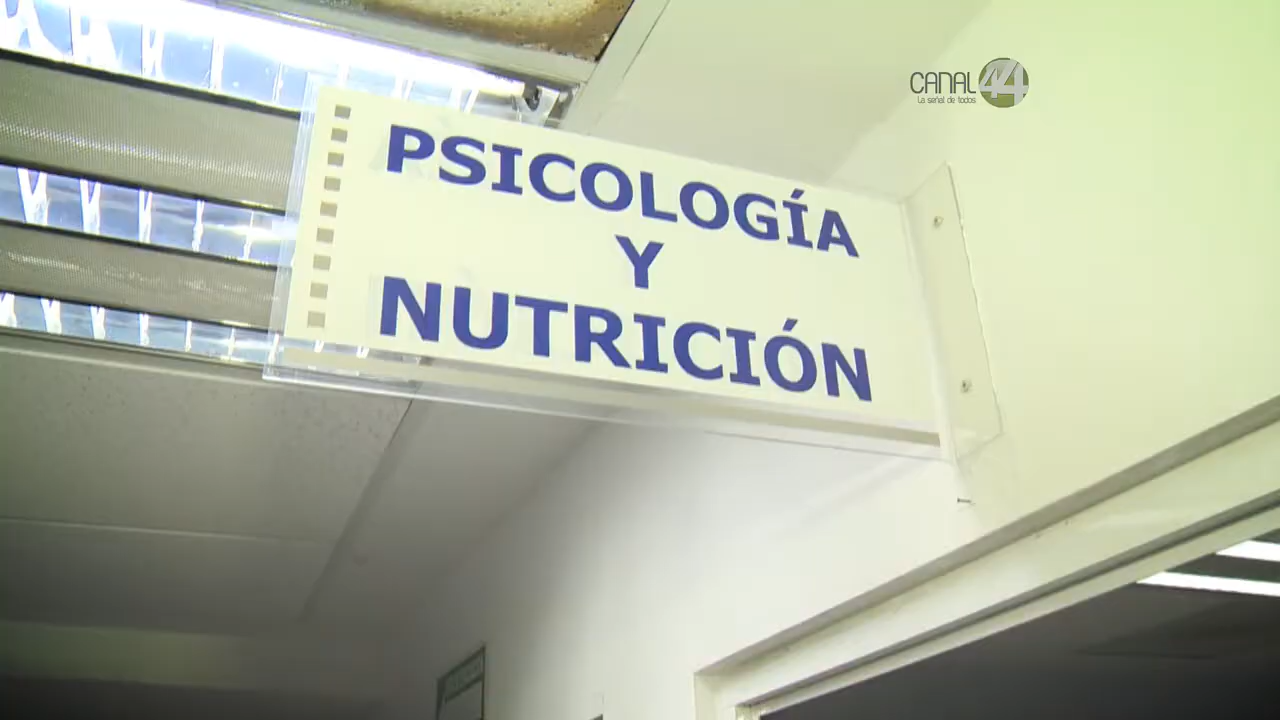 CANAL 44
La señal de todos
PSICOLOGÍA
Y
NUTRICIÓN